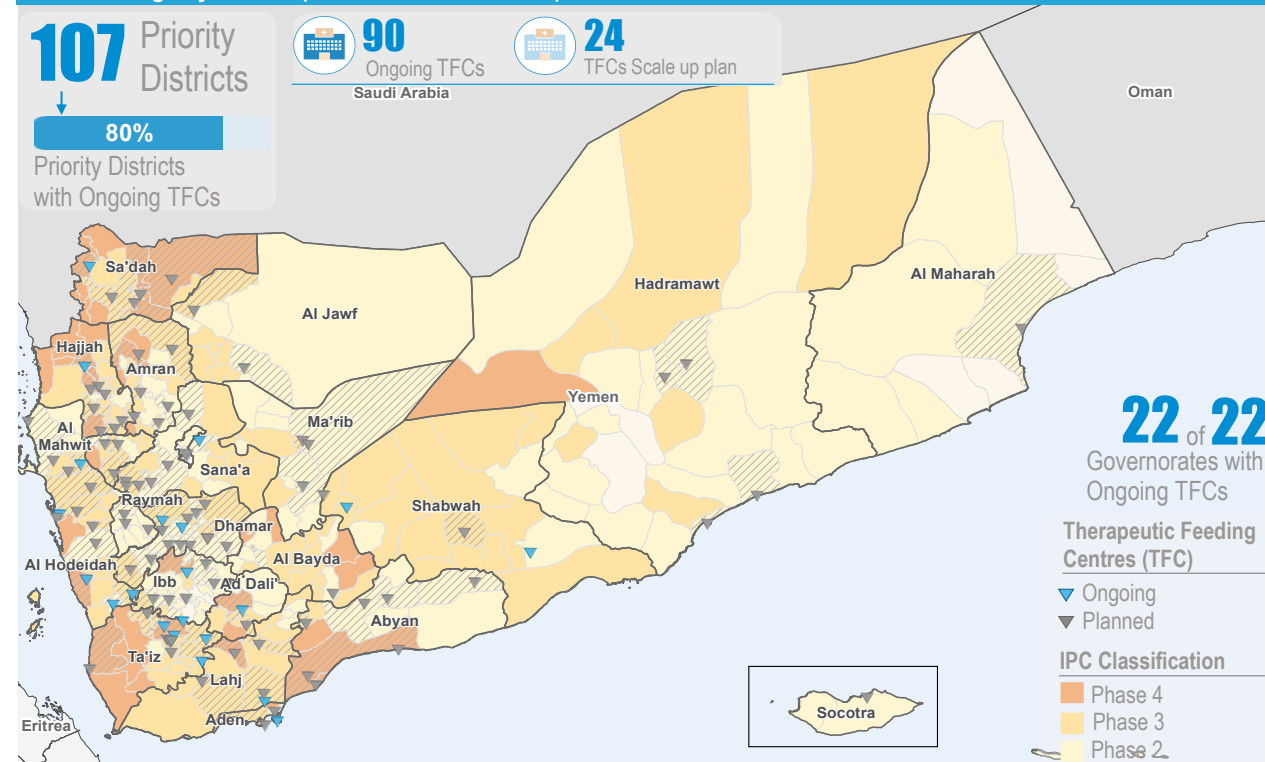 107 Priority
Districts
80%
Priority Districts
with Ongoing TFCs
90
Ongoing TFCs
24
TFCs Scale up plan
Saudi Arabia
Oman
Sa'dah
Al Jawf
Hadramawt
Al Maharah
Hajjah
Amran
Yemen
Al
Mahwit
Ma'rib
Sana'a
Raymah
Shabwah
Dhamar
Al Hodeidah
Al Bayda
Ibb
Ad Dali'
Abyan
Ta'iz
Lahj
Aden
Eritrea
Socotra
22 of 22
Governorates with
Ongoing TFCs
Therapeutic Feeding
Centres (TFC)
Ongoing
Planned
IPC Classification
Phase 4
Phase 3
Phase 2